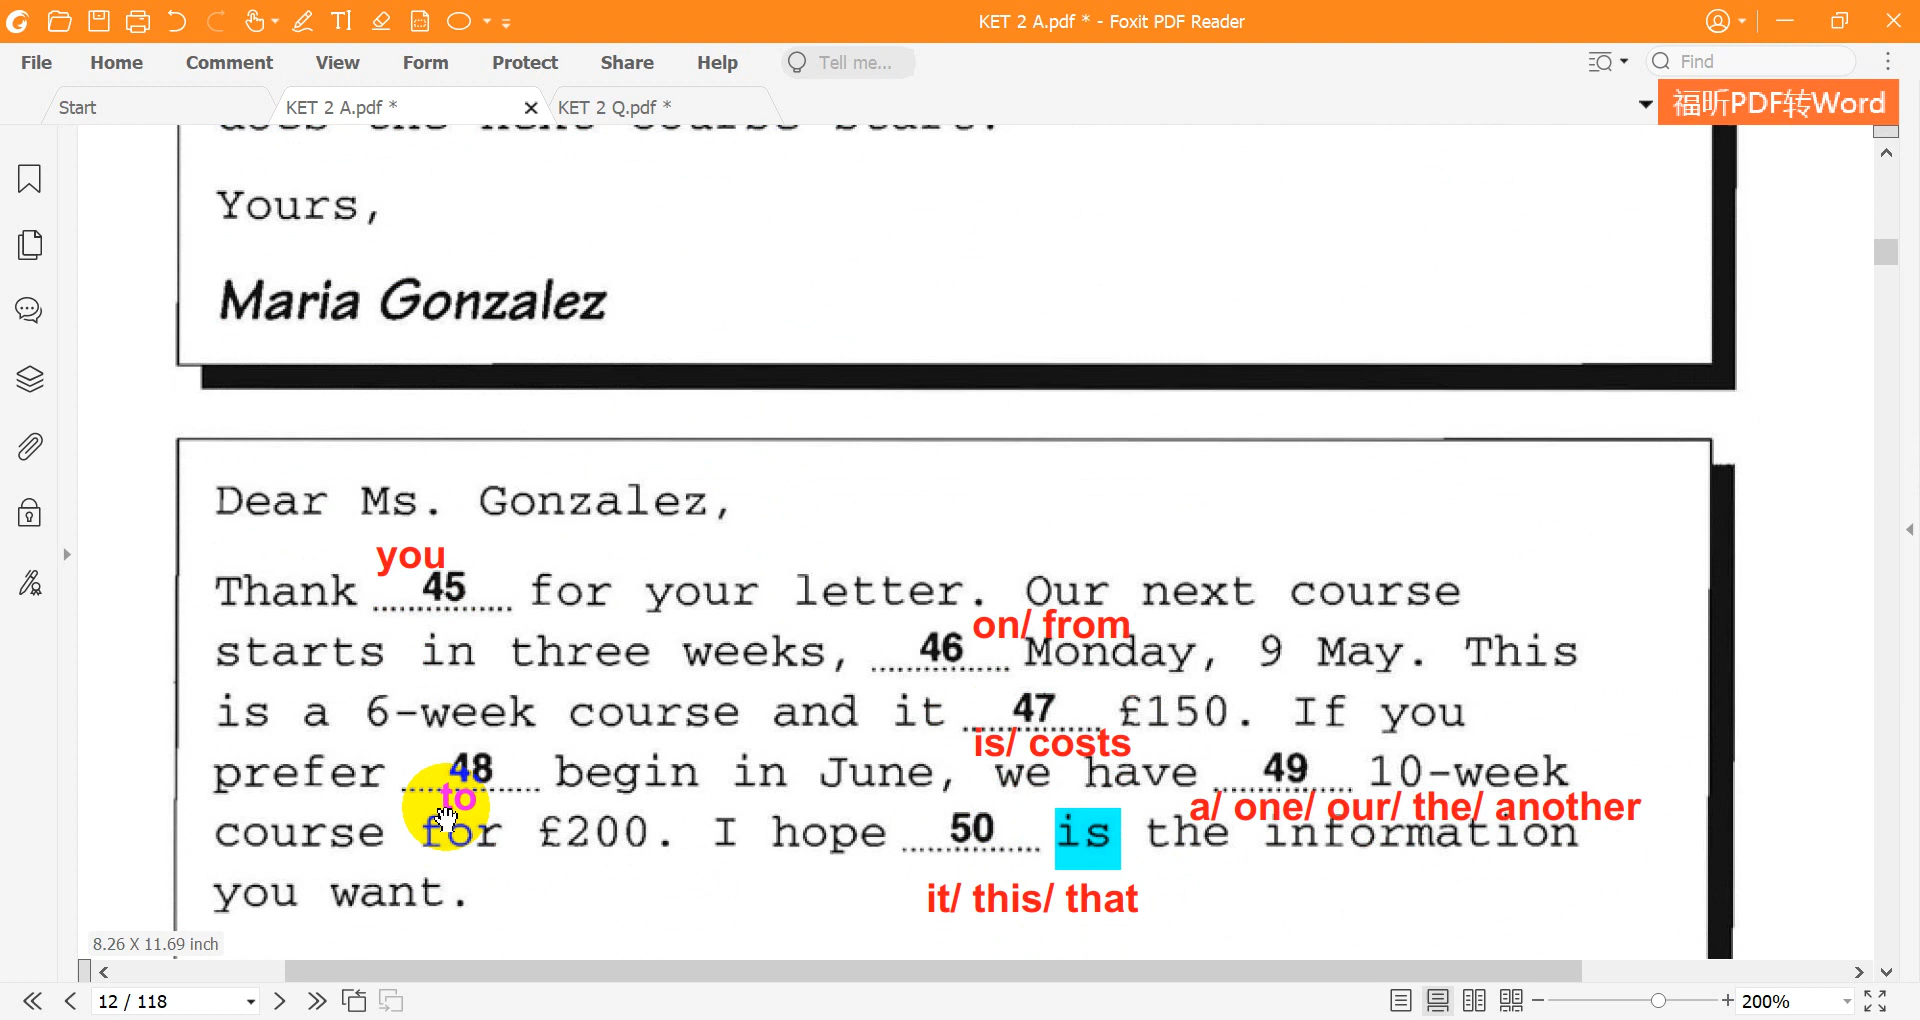 KET 2 A.pdf * - Foxit PDF Reader
File Home Comment View Form Protect Share Help Tell me... Find
Start KET 2 A.pdf * KET 2 Q.pdf * 福昕PDF转Word
does the next course start.
Yours,
Maria Gonzalez
Dear Ms. Gonzalez,
you
Thank 45 for your letter. Our next course
on/ from
starts in three weeks, 46 Monday, 9 May. This
is a 6-week course and it 47 £150. If you
is/ costs
prefer 48 begin in June, we have 49 10-week
to
a/ one/ our/ the/ another
course for £200. I hope 50 is the information
it/ this/ that
you want.
8.26 X 11.69 inch
12 / 118
200%